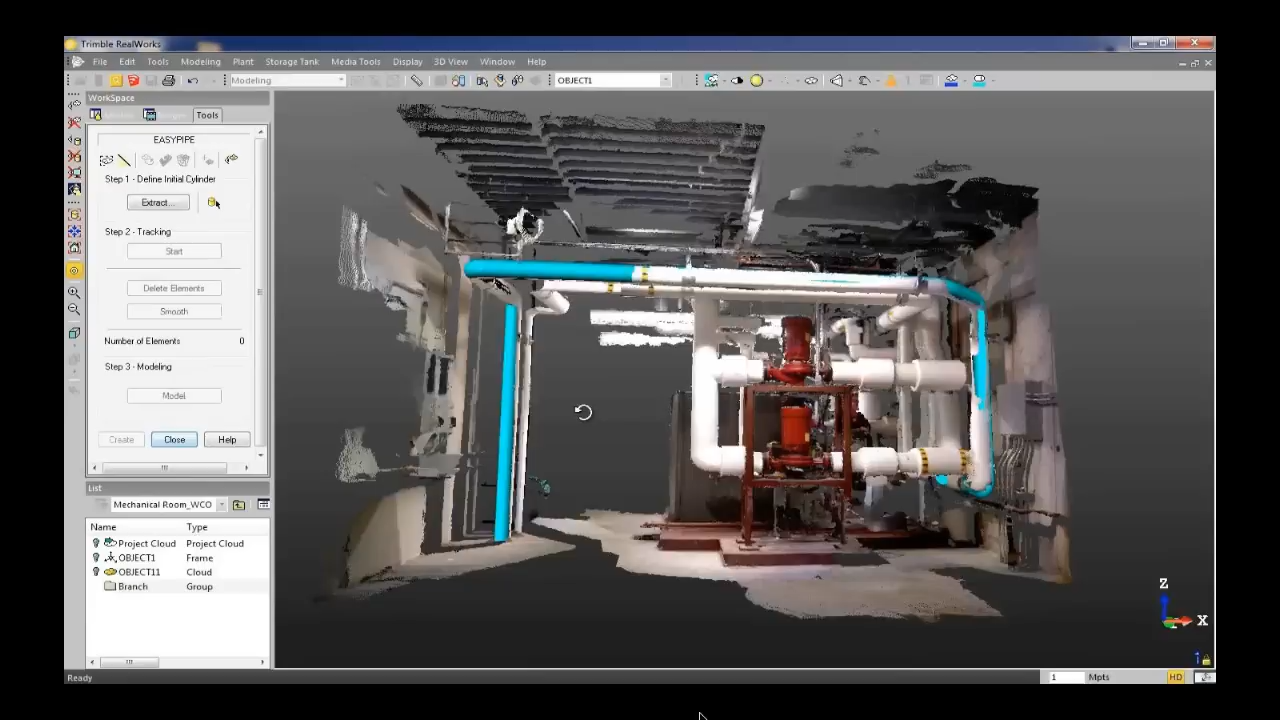 Trimble RealWorks
File Edit Tools Modeling Plant Storage Tank Media Tools Display 3D View Window Help
Modeling OBJECT1
WorkSpace
Tools
EASYPIPE
Step 1 - Define Initial Cylinder
Extract...
Step 2 - Tracking
Start
Delete Elements
Smooth
Number of Elements 0
Step 3 - Modeling
Model
Create Close Help
List
Mechanical Room_WCO
Name Type
Project Cloud Project Cloud
OBJECT1 Frame
OBJECT11 Cloud
Branch Group
Z
X
1
Ready 1 Mpts HD